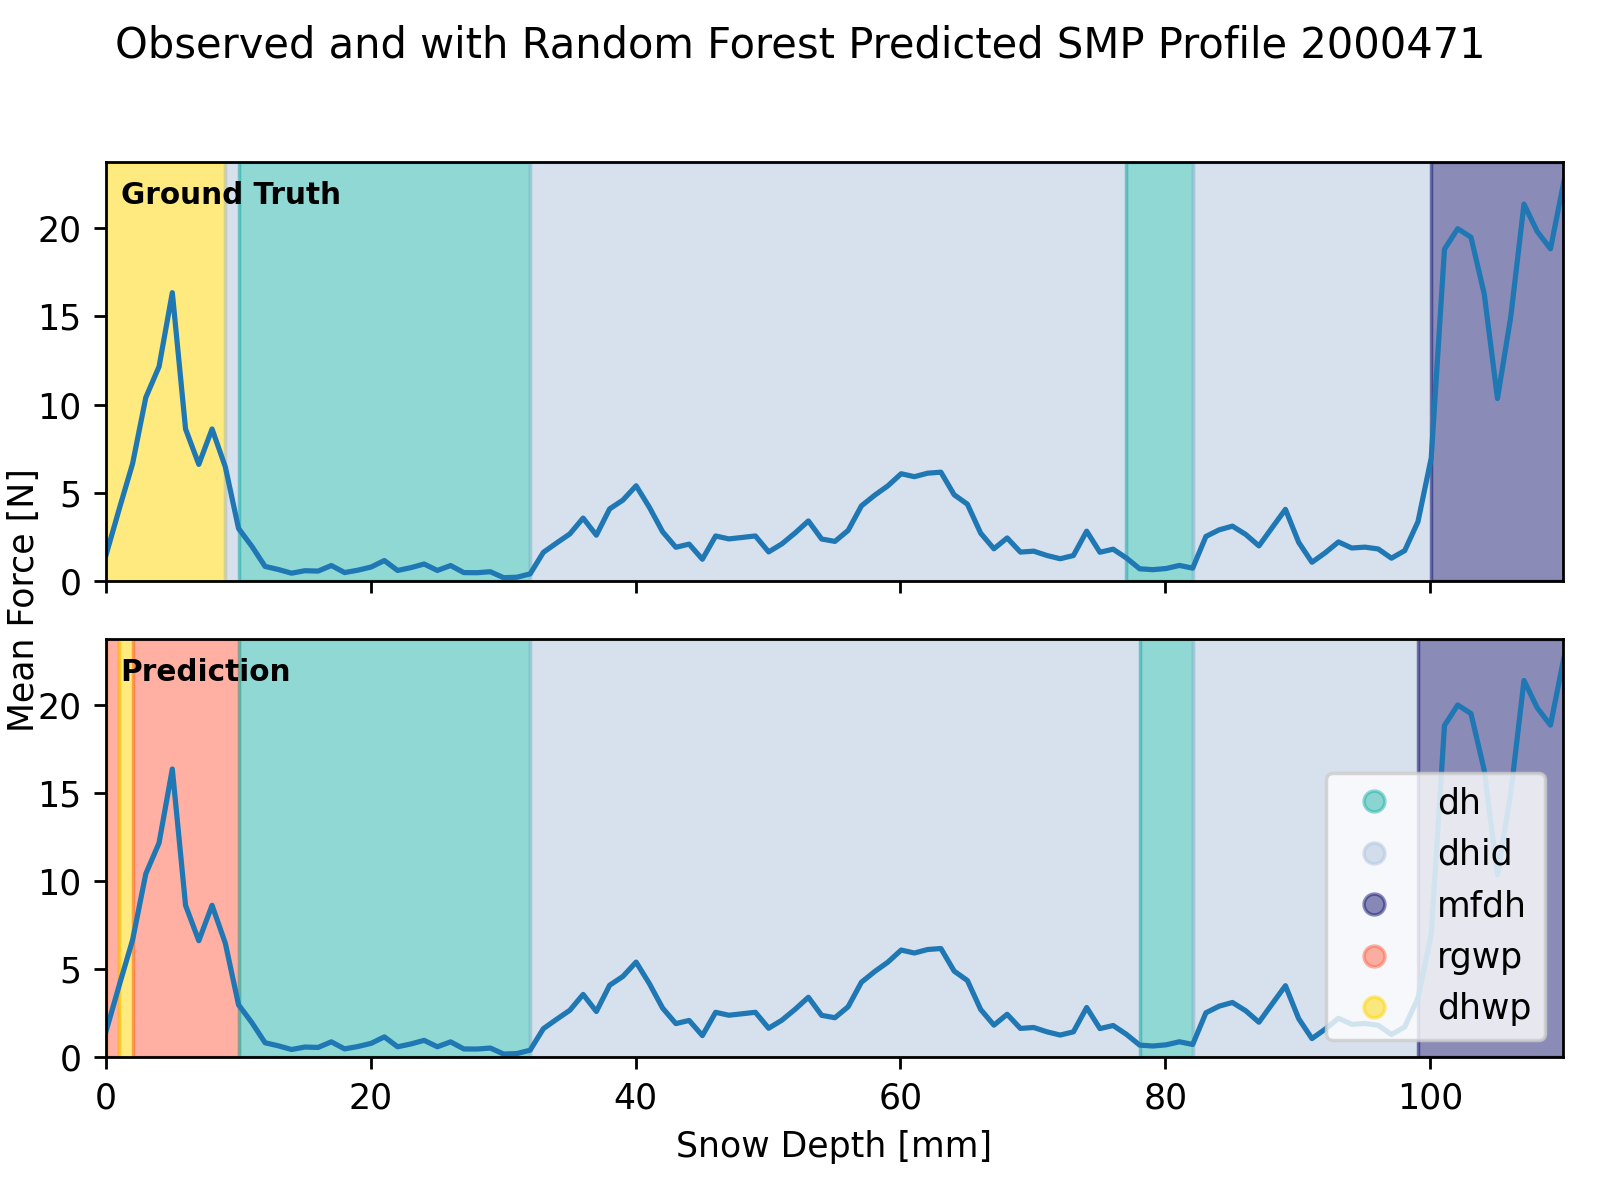 Observed and with Random Forest Predicted SMP Profile 2000471
Ground Truth
20
15
10
5
0
Mean Force [N]
Prediction
20
15
10
5
0
dh
dhid
mfdh
rgwp
dhwp
0 20 40 60 80 100
Snow Depth [mm]